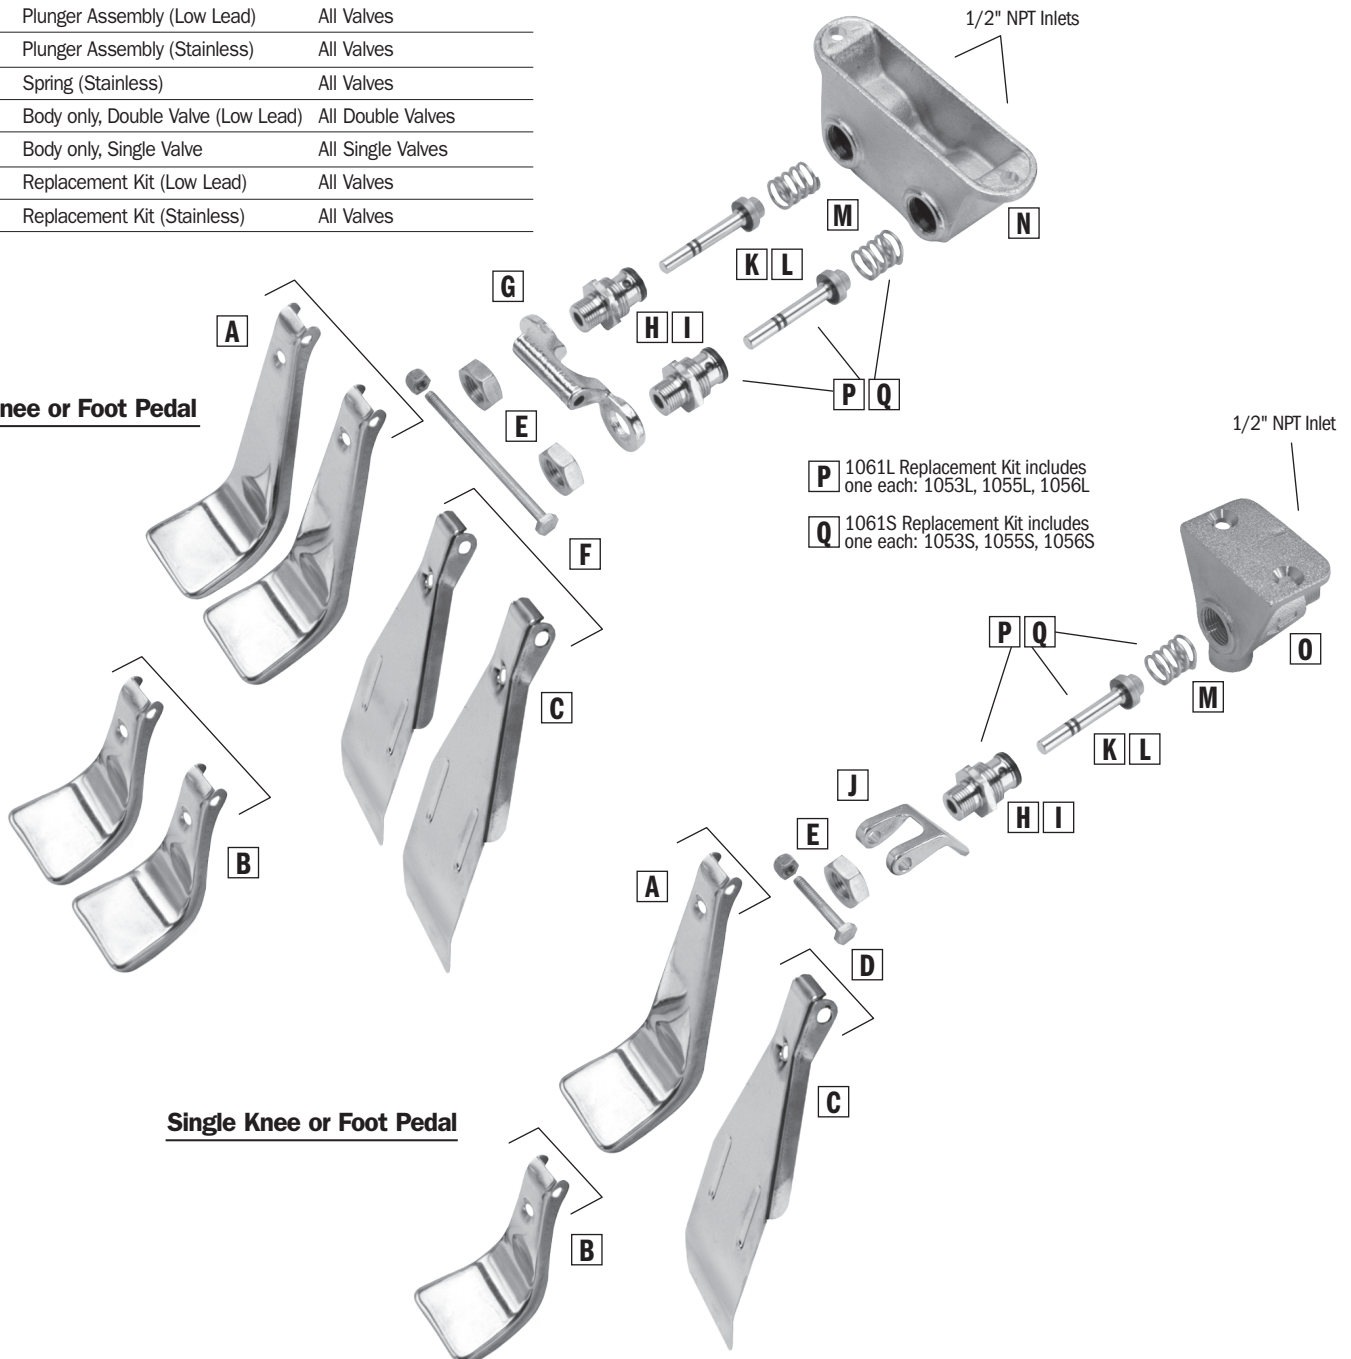 Plunger Assembly (Low Lead) All Valves
Plunger Assembly (Stainless) All Valves
Spring (Stainless) All Valves
Body only, Double Valve (Low Lead) All Double Valves
Body only, Single Valve All Single Valves
Replacement Kit (Low Lead) All Valves
Replacement Kit (Stainless) All Valves
1/2" NPT Inlets
M
N
K L
G
A
H I
P Q
nee or Foot Pedal
E
1/2" NPT Inlet
P 1061L Replacement Kit includes
one each: 1053L, 1055L, 1056L
Q 1061S Replacement Kit includes
one each: 1053S, 1055S, 1056S
F
P Q
O
M
C
K L
J
H I
E
B
A
D
C
Single Knee or Foot Pedal
B